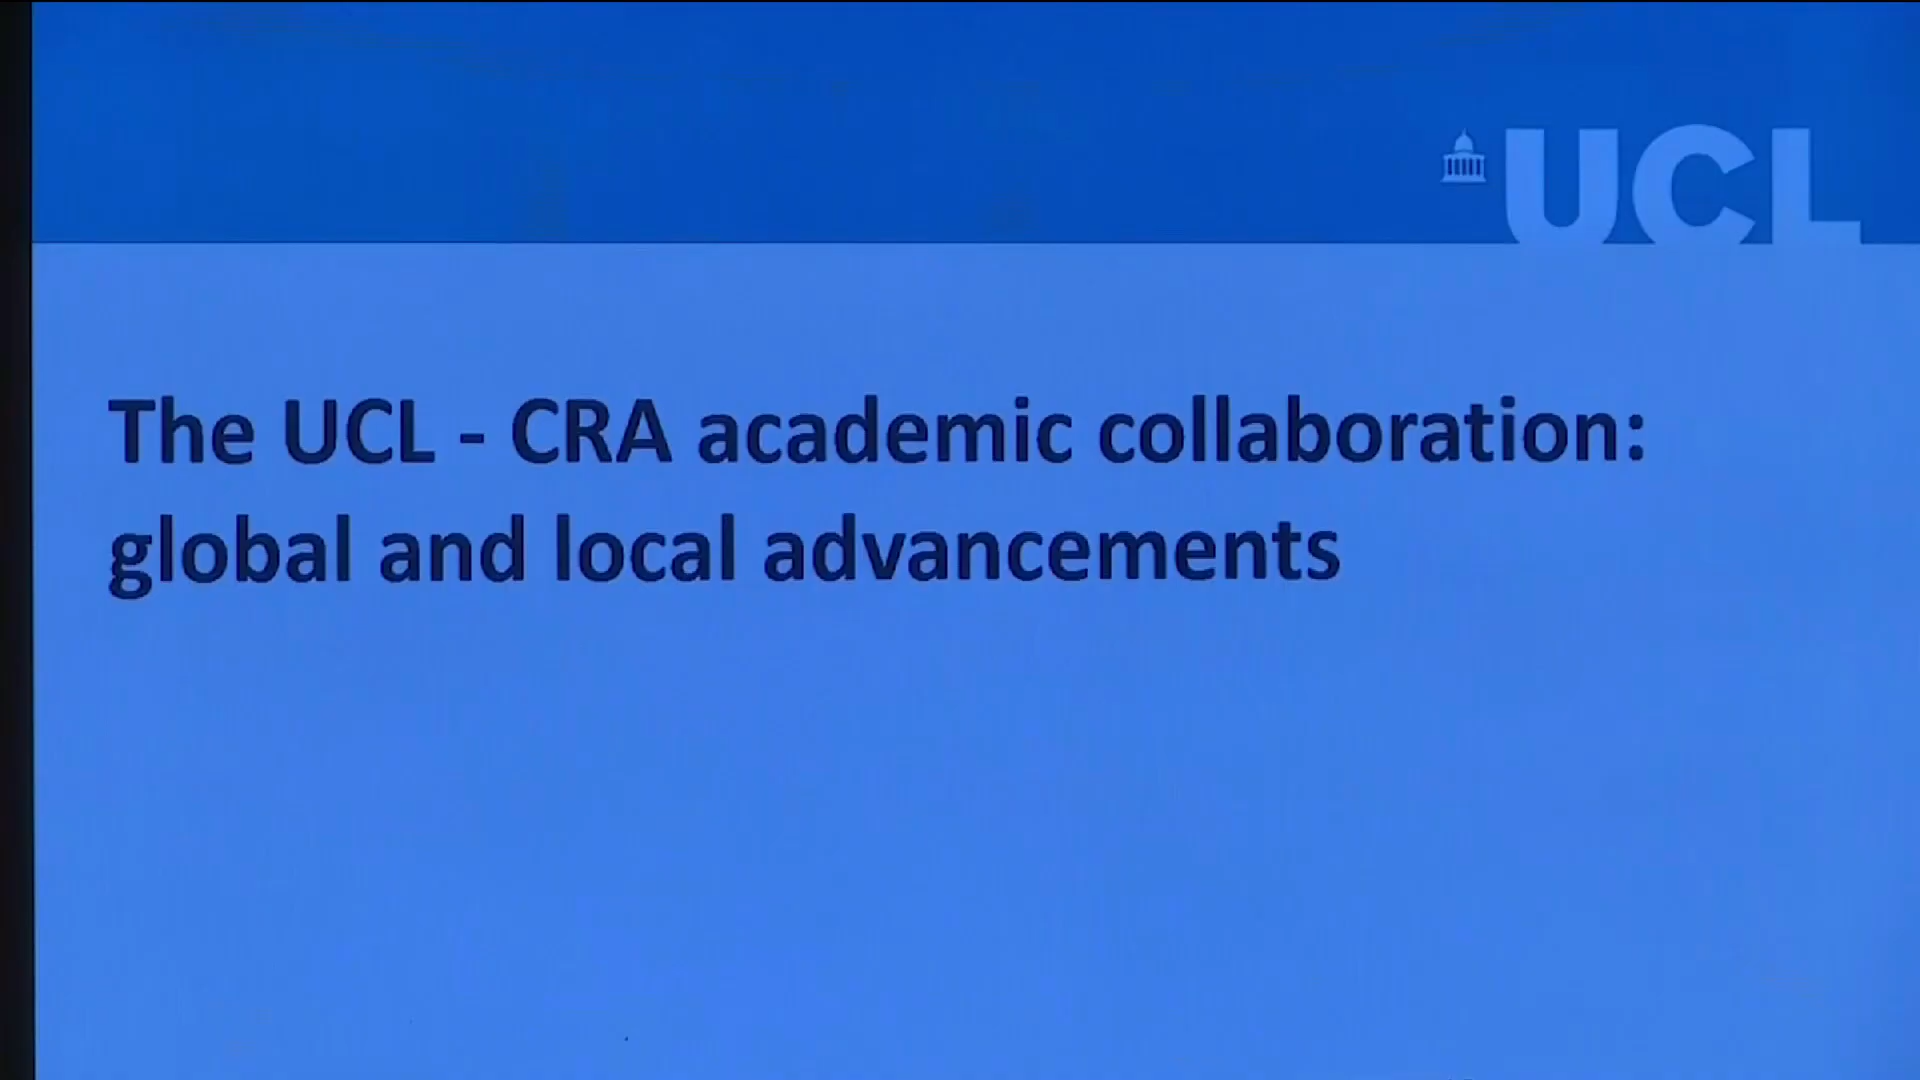 UCL
The UCL - CRA academic collaboration:
global and local advancements